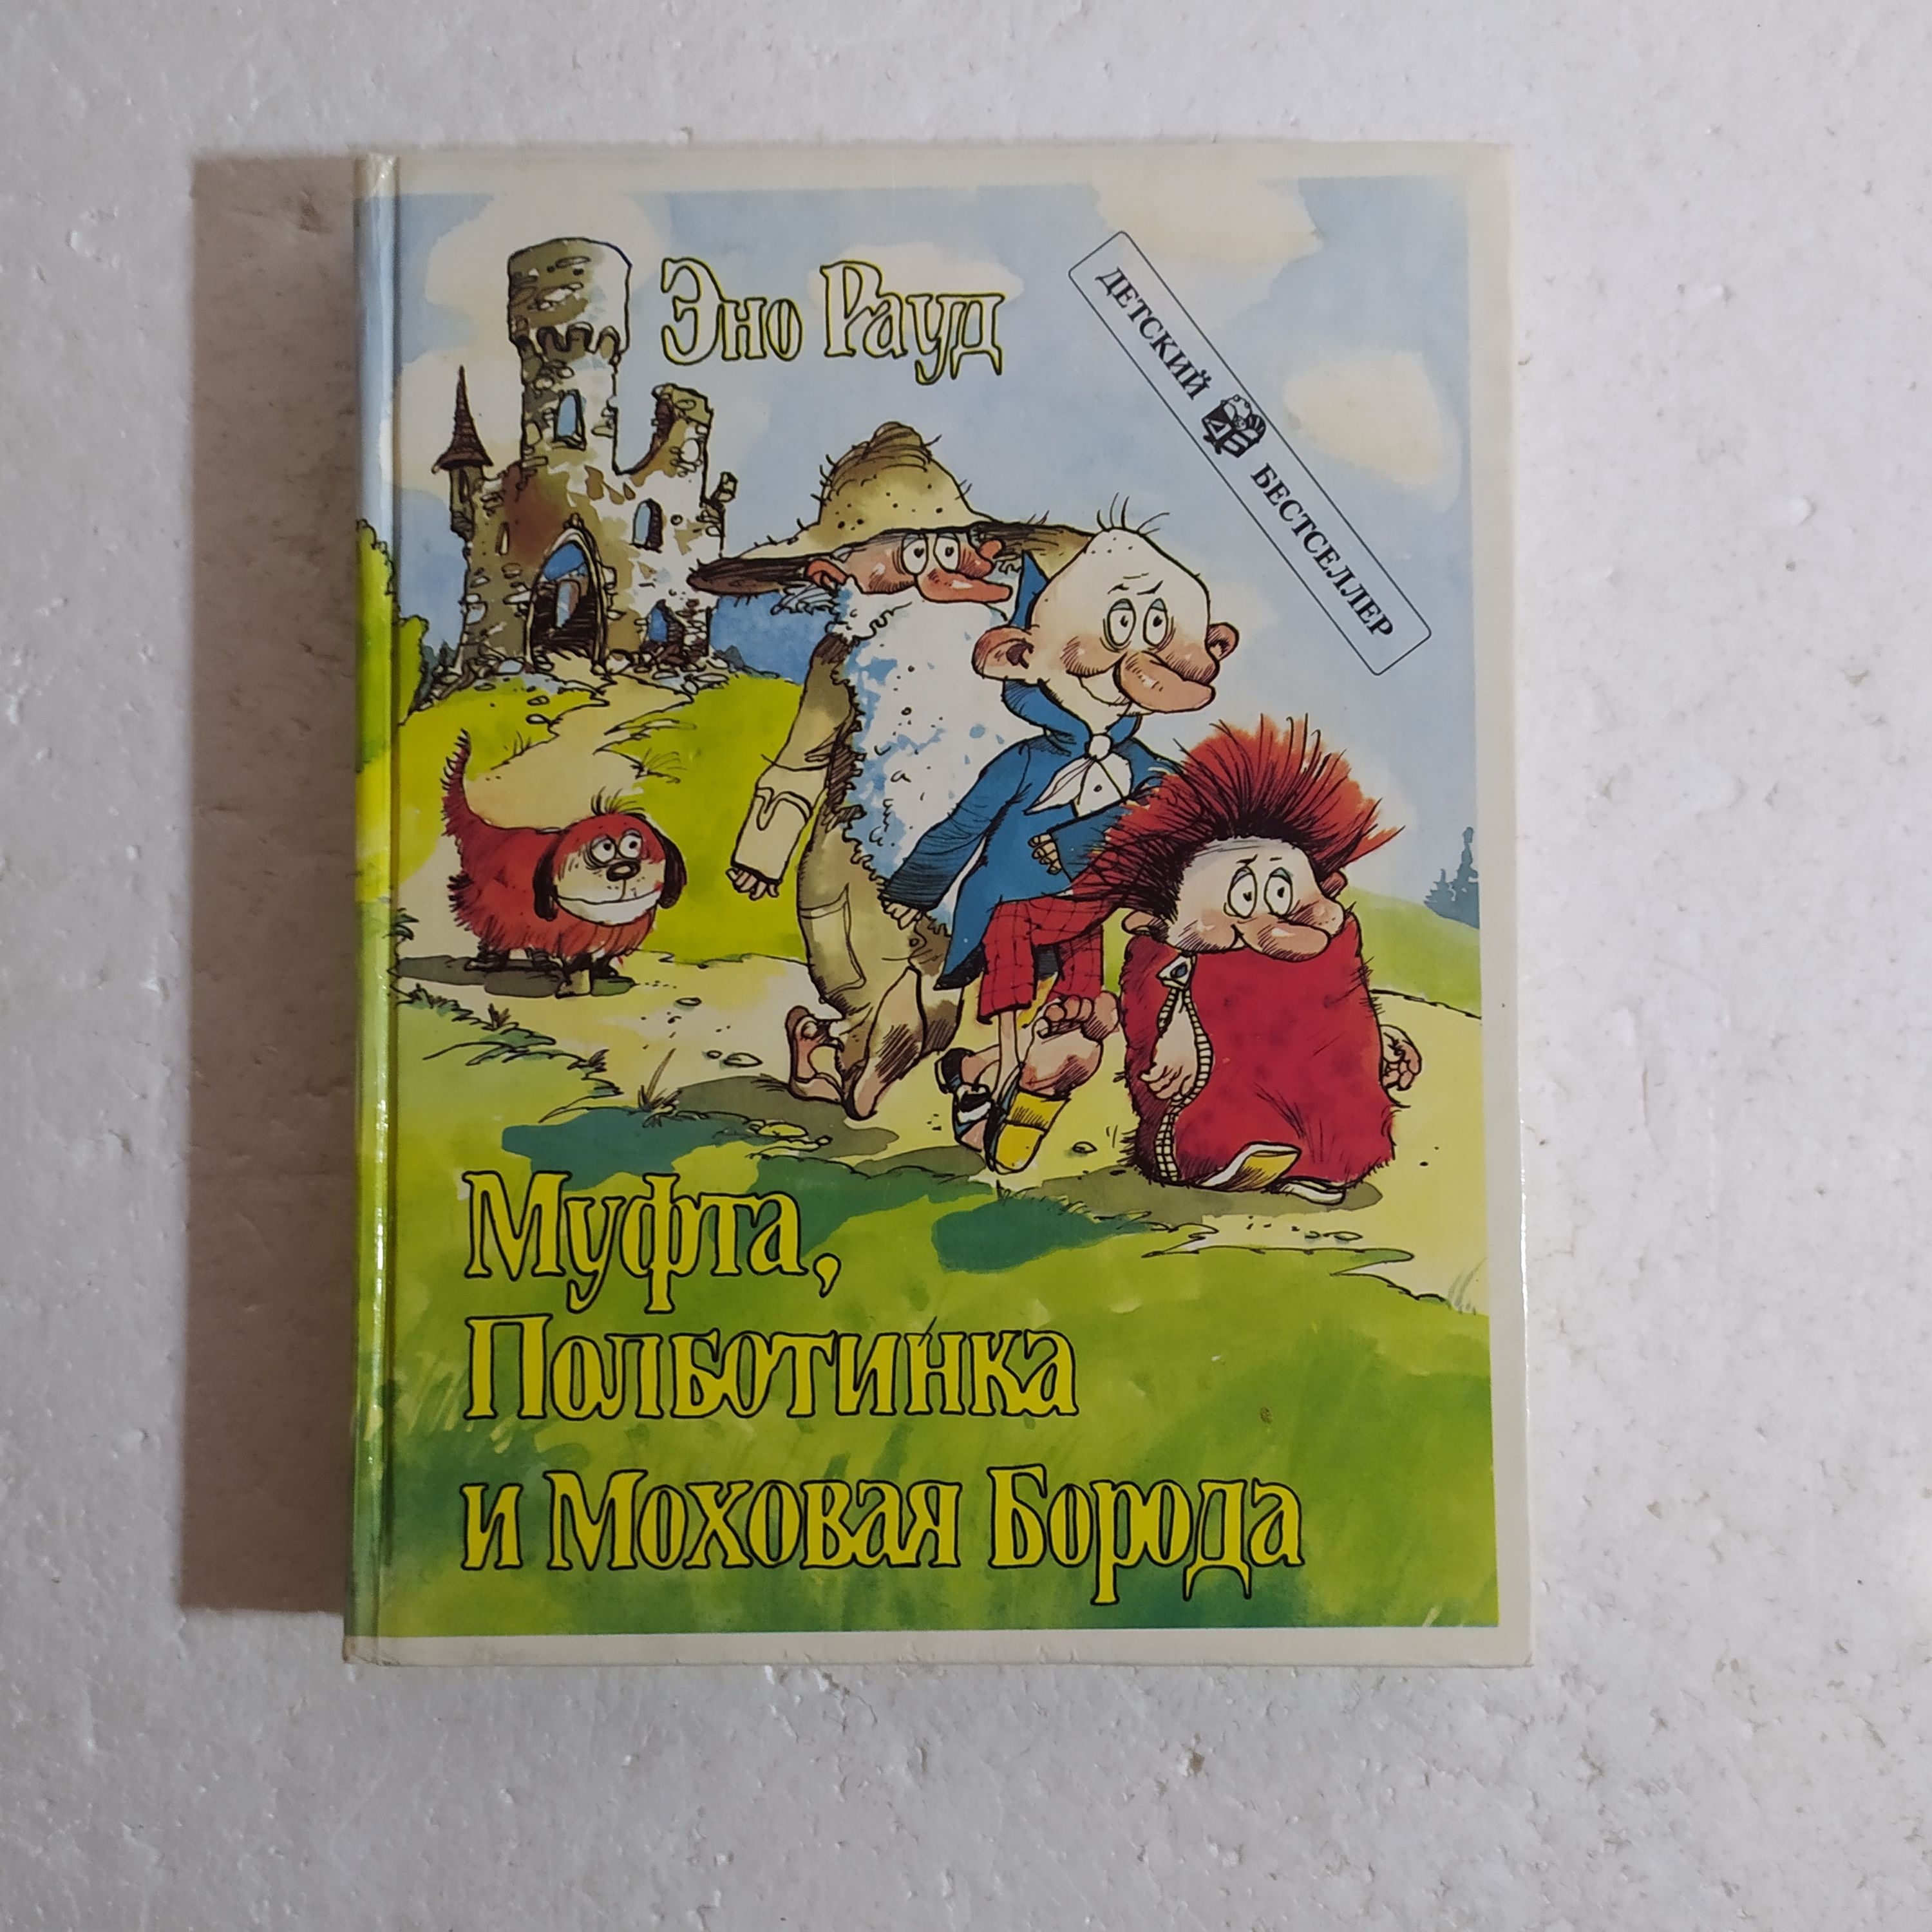 Эно Рауд
ДЕТСКИЙ БЕСТСЕЛЛЕР
Муфта,
Полботинка
и Моховая Борода